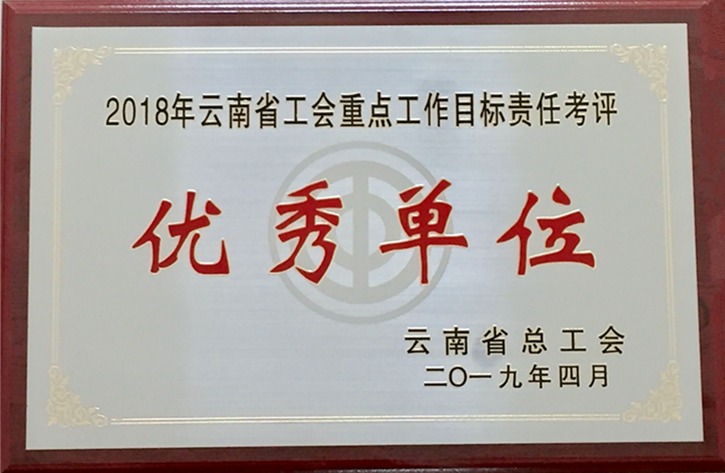 2018年云南省工会重点工作目标责任考评
优秀单位
云南省总工会
二〇一九年四月